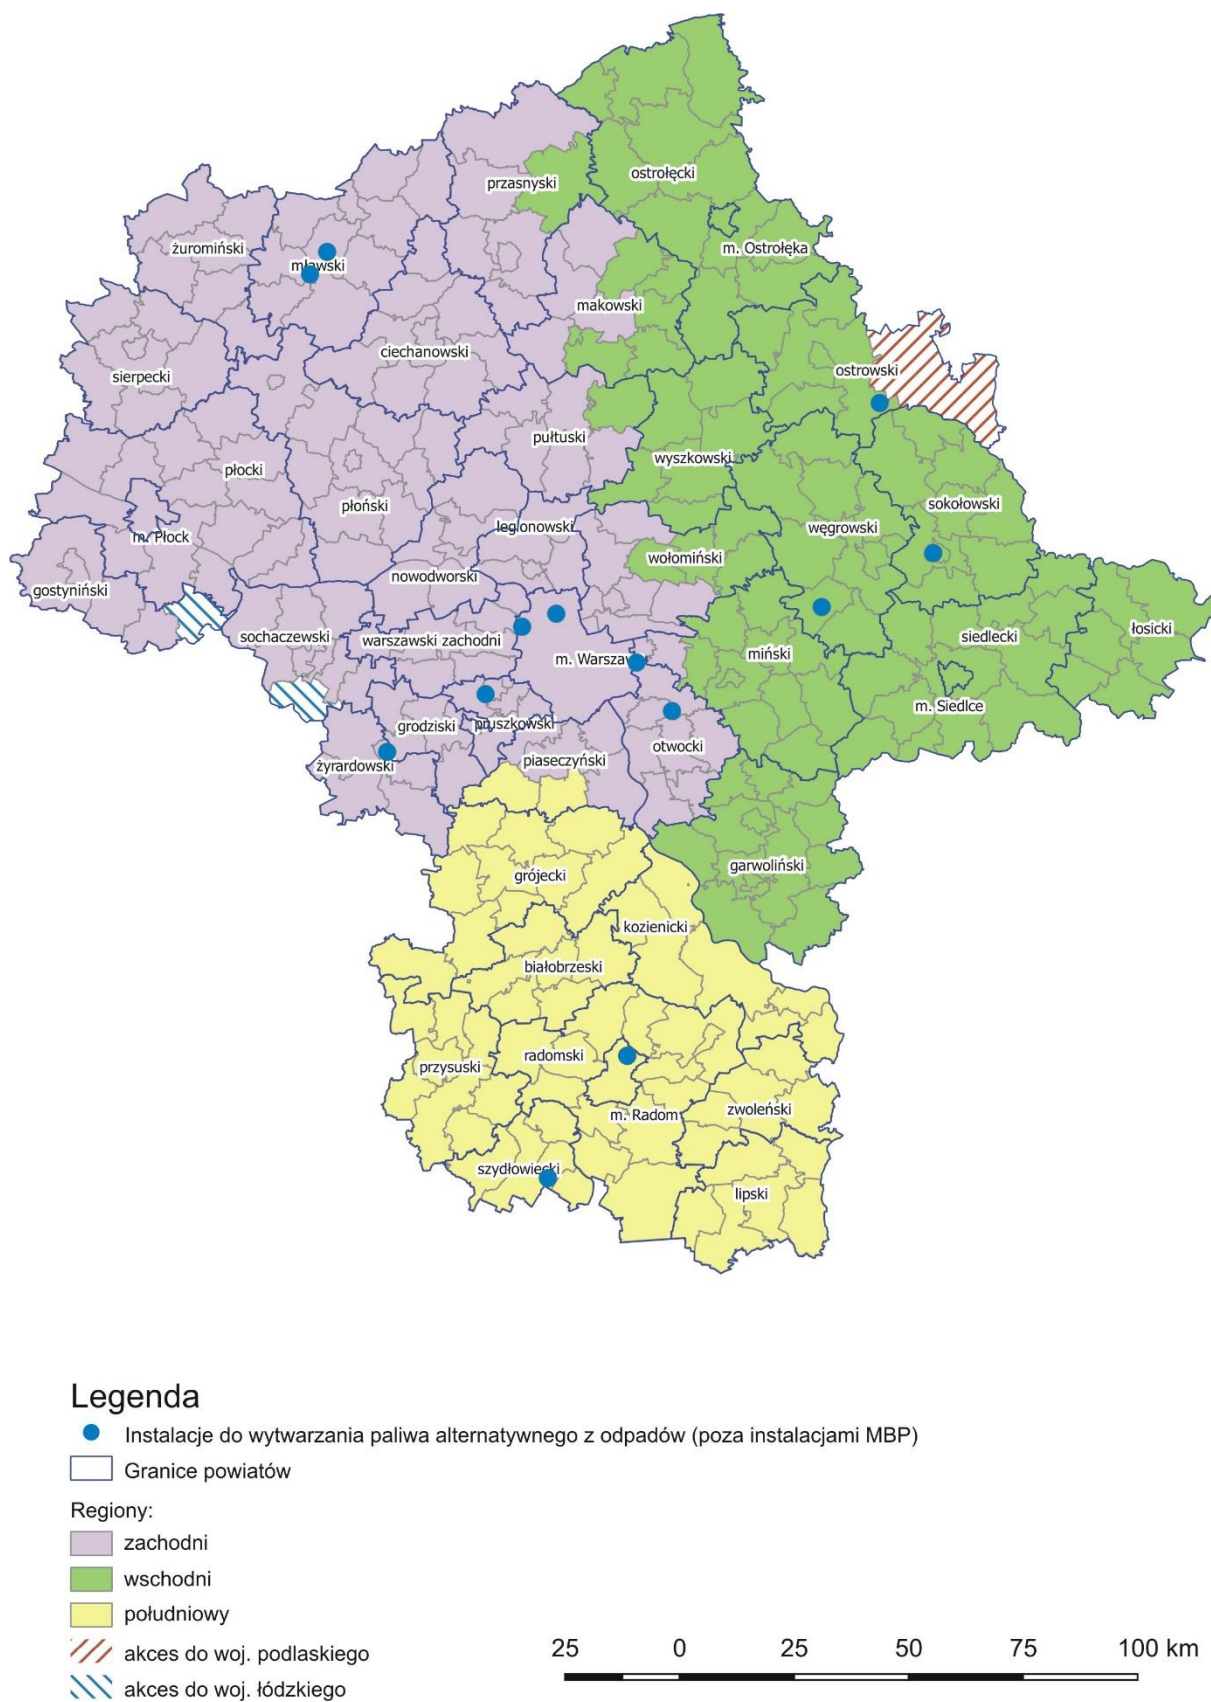 ostrołęcki
przasnyski
m. Ostrołęka
żuromiński
mławski
makowski
ciechanowski
ostrowski
sierpecki
pułtuski
wyszkowski
płocki
sokołowski
płoński
węgrowski
legionowski
m. Płock
wołomiński
nowodworski
gostyniński
łosicki
sochaczewski
warszawski zachodni
siedlecki
miński
m. Warszawa
m. Siedlce
grodziski
pruszkowski
otwocki
piaseczyński
żyrardowski
garwoliński
grójecki
kozienicki
białobrzeski
radomski
przysuski
zwoleński
m. Radom
szydłowiecki
lipski
Legenda
Instalacje do wytwarzania paliwa alternatywnego z odpadów (poza instalacjami MBP)
Granice powiatów
Regiony:
zachodni
wschodni
południowy
akces do woj. podlaskiego
akces do woj. łódzkiego
25 0 25 50 75 100 km